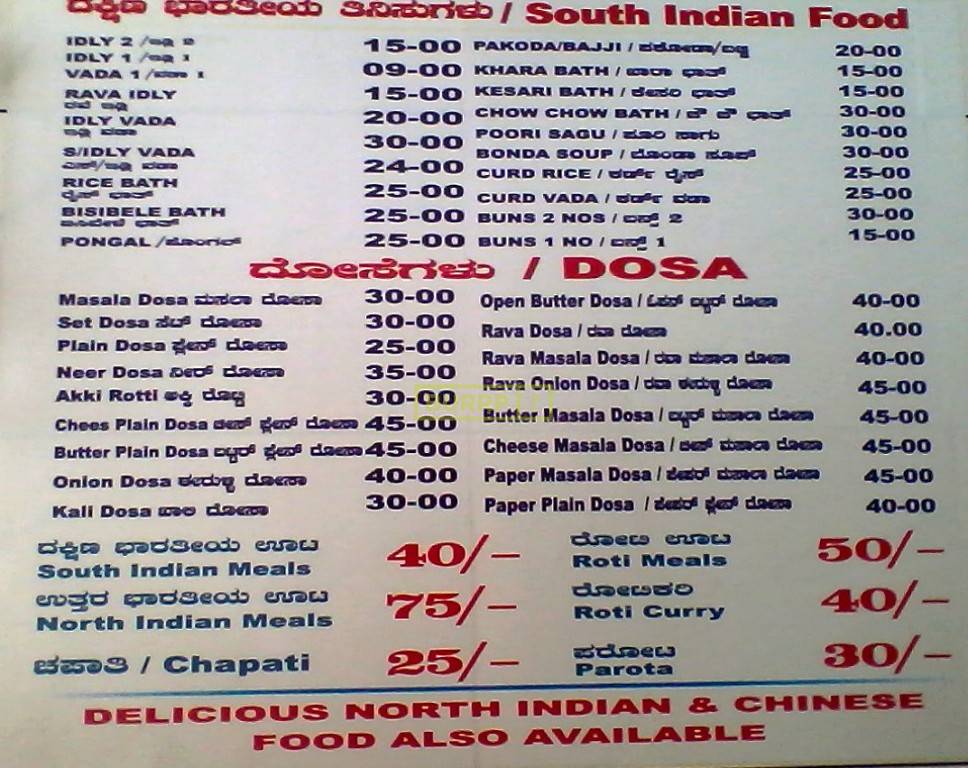 ದಕ್ಷಿಣ ಭಾರತೀಯ ತಿನಿಸುಗಳು / South Indian Food
IDLY 2 /ಇಡ್ಲಿ 2
IDLY 1 /ಇಡ್ಲಿ 1 15-00
VADA 1 /ವಡಾ 1 09-00
RAVA IDLY 15-00
ರವೆ ಇಡ್ಲಿ
IDLY VADA 20-00
ಇಡ್ಲಿ ವಡಾ 30-00
S/IDLY VADA
ಎಸ್/ಇಡ್ಲಿ ವಡಾ 24-00
RICE BATH 25-00
ರೈಸ್ ಭಾತ್
BISIBELE BATH 25-00
ಬಿಸಿಬೇಳೆ ಭಾತ್
PONGAL /ಪೊಂಗಲ್ 25-00
PAKODA/BAJJI / ಪಕೋಡಾ/ಬಜ್ಜಿ 20-00
KHARA BATH / ಖಾರಾ ಭಾತ್ 15-00
KESARI BATH / ಕೇಸರಿ ಭಾತ್ 15-00
CHOW CHOW BATH / ಚೌ ಚೌ ಭಾತ್ 30-00
POORI SAGU / ಪೂರಿ ಸಾಗು 30-00
BONDA SOUP / ಬೊಂಡಾ ಸೂಪ್ 30-00
CURD RICE / ಕರ್ಡ್ ರೈಸ್ 25-00
CURD VADA / ಕರ್ಡ್ ವಡಾ 25-00
BUNS 2 NOS / ಬನ್ಸ್ 2 30-00
BUNS 1 NO / ಬನ್ಸ್ 1 15-00
ದೋಸೆಗಳು / DOSA
Masala Dosa ಮಸಾಲಾ ದೋಸಾ 30-00
Set Dosa ಸೆಟ್ ದೋಸಾ 30-00
Plain Dosa ಪ್ಲೇನ್ ದೋಸಾ 25-00
Neer Dosa ನೀರ್ ದೋಸಾ 35-00
Akki Rotti ಅಕ್ಕಿ ರೊಟ್ಟಿ 30-00
Chees Plain Dosa ಚೀಸ್ ಪ್ಲೇನ್ ದೋಸಾ 45-00
Butter Plain Dosa ಬಟ್ಟರ್ ಪ್ಲೇನ್ ದೋಸಾ 45-00
Onion Dosa ಈರುಳ್ಳಿ ದೋಸಾ 40-00
Kali Dosa ಖಾಲಿ ದೋಸಾ 30-00
Open Butter Dosa / ಓಪನ್ ಬಟ್ಟರ್ ದೋಸಾ 40-00
Rava Dosa / ರವಾ ದೋಸಾ 40.00
Rava Masala Dosa / ರವಾ ಮಸಾಲಾ ದೋಸಾ 40-00
Rava Onion Dosa / ರವಾ ಈರುಳ್ಳಿ ದೋಸಾ 45-00
Butter Masala Dosa / ಬಟ್ಟರ್ ಮಸಾಲಾ ದೋಸಾ 45-00
Cheese Masala Dosa / ಚೀಸ್ ಮಸಾಲಾ ದೋಸಾ 45-00
Paper Masala Dosa / ಪೇಪರ್ ಮಸಾಲಾ ದೋಸಾ 45-00
Paper Plain Dosa / ಪೇಪರ್ ಪ್ಲೇನ್ ದೋಸಾ 40-00
ದಕ್ಷಿಣ ಭಾರತೀಯ ಊಟ
South Indian Meals 40/-
ಉತ್ತರ ಭಾರತೀಯ ಊಟ
North Indian Meals 75/-
ಚಪಾತಿ / Chapati 25/-
ರೋಟಿ ಊಟ
Roti Meals 50/-
ರೋಟಿಕರಿ
Roti Curry 40/-
ಪರೋಟ
Parota 30/-
DELICIOUS NORTH INDIAN & CHINESE
FOOD ALSO AVAILABLE